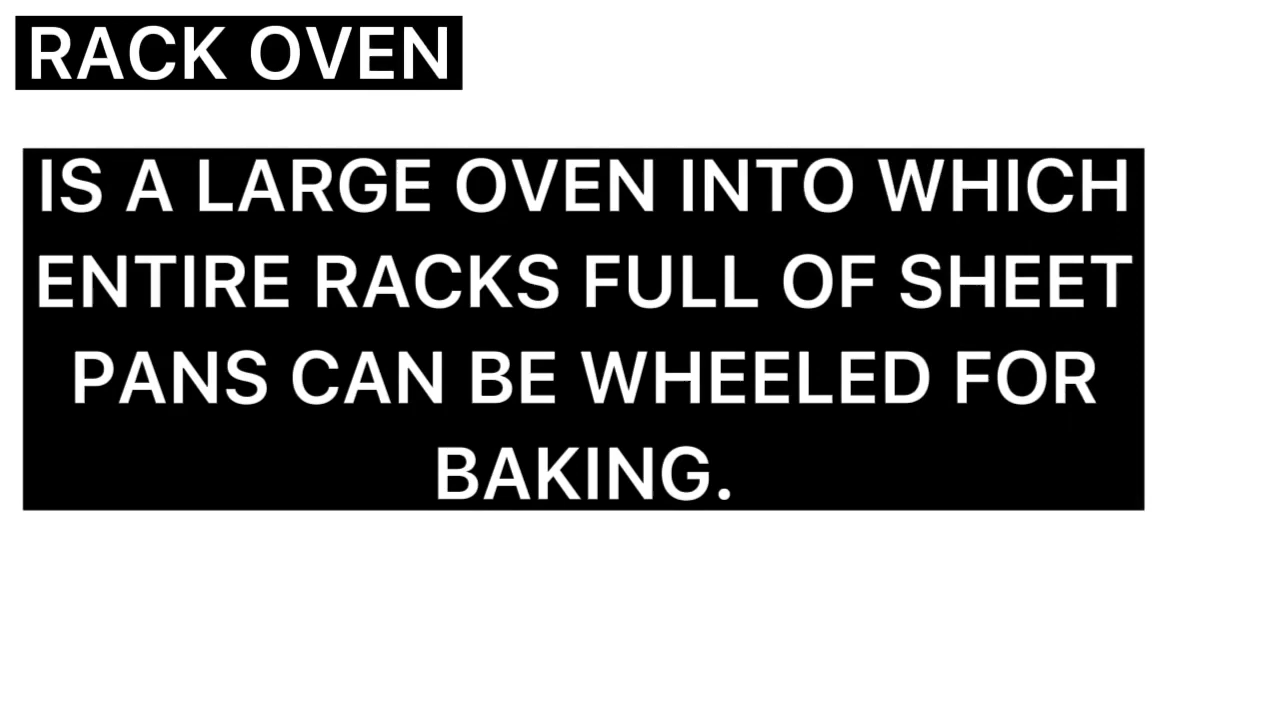 RACK OVEN
IS A LARGE OVEN INTO WHICH
ENTIRE RACKS FULL OF SHEET
PANS CAN BE WHEELED FOR
BAKING.